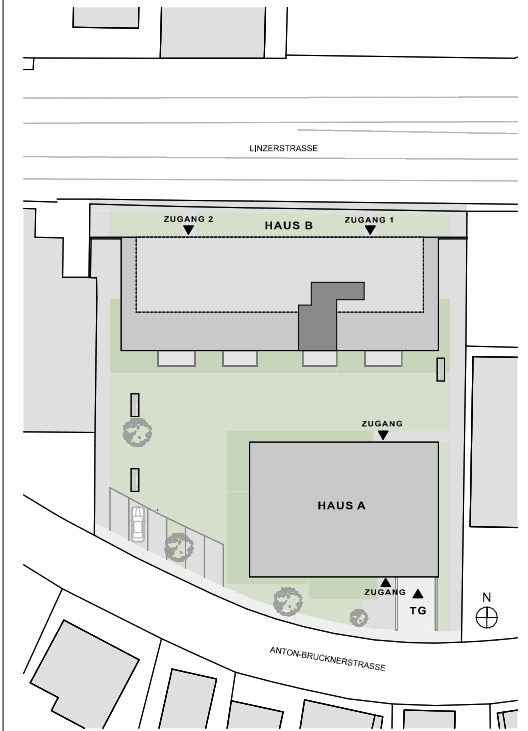 LINZERSTRASSE
ZUGANG 2
HAUS B
ZUGANG 1
ZUGANG
HAUS A
ZUGANG
TG
N
ANTON-BRUCKNERSTRASSE